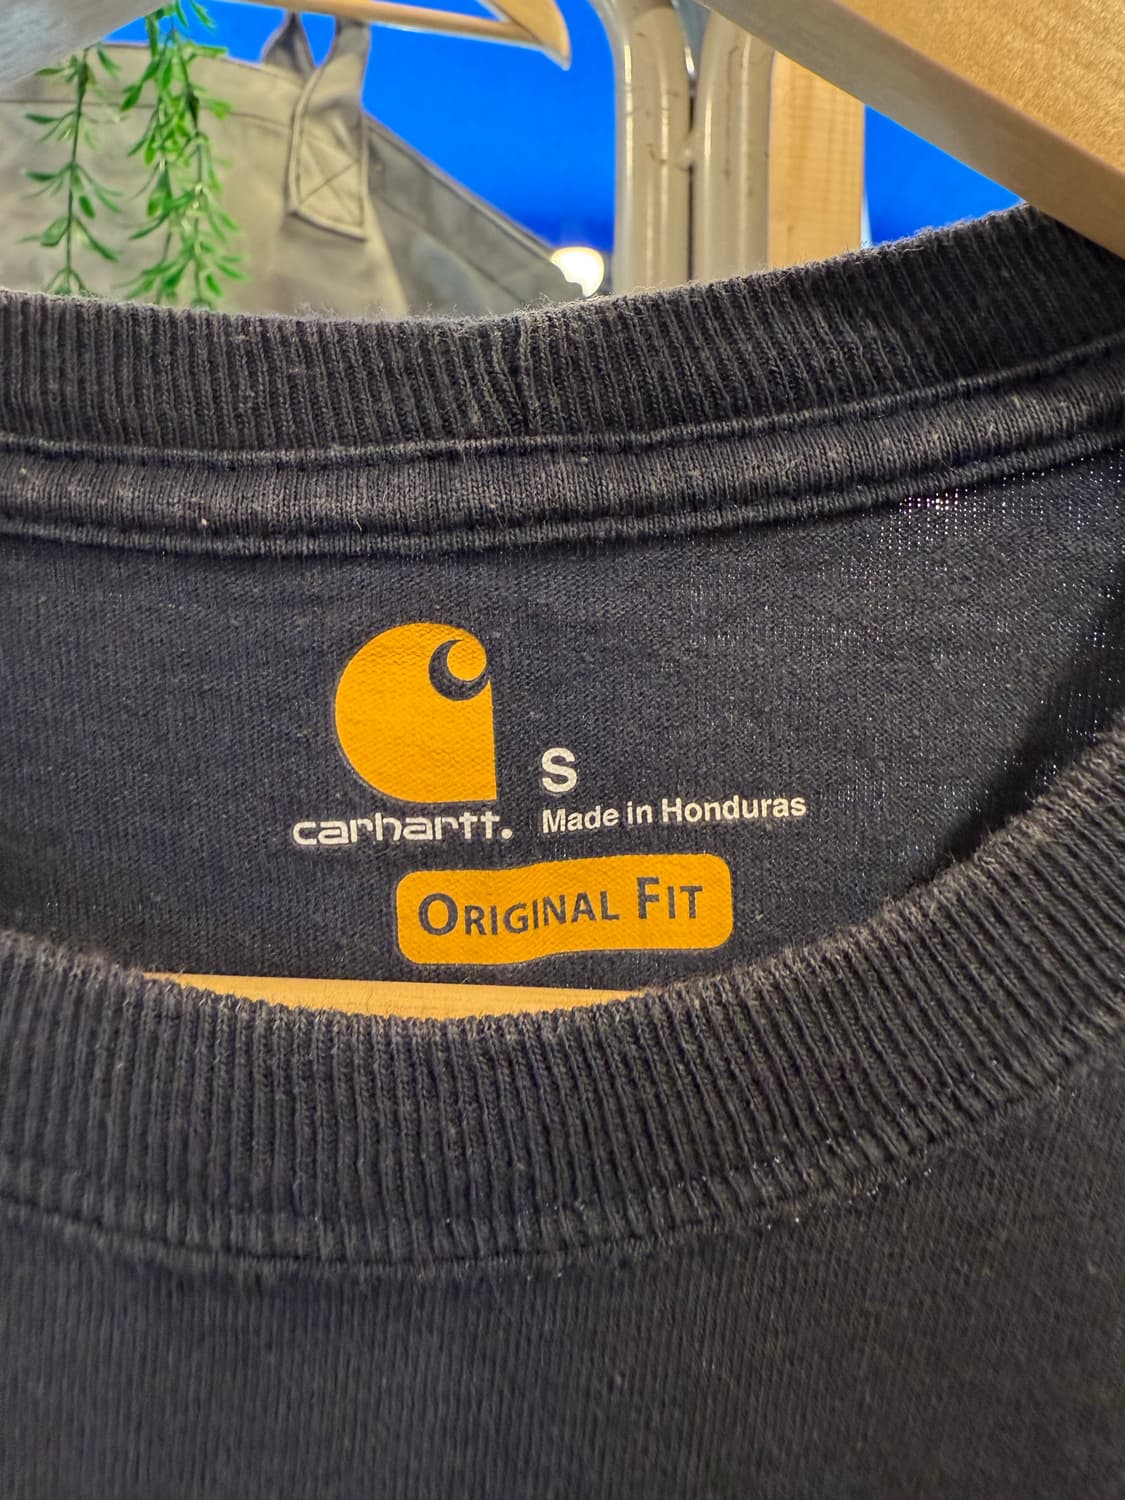 S
carhartt.
Made in Honduras
ORIGINAL FIT